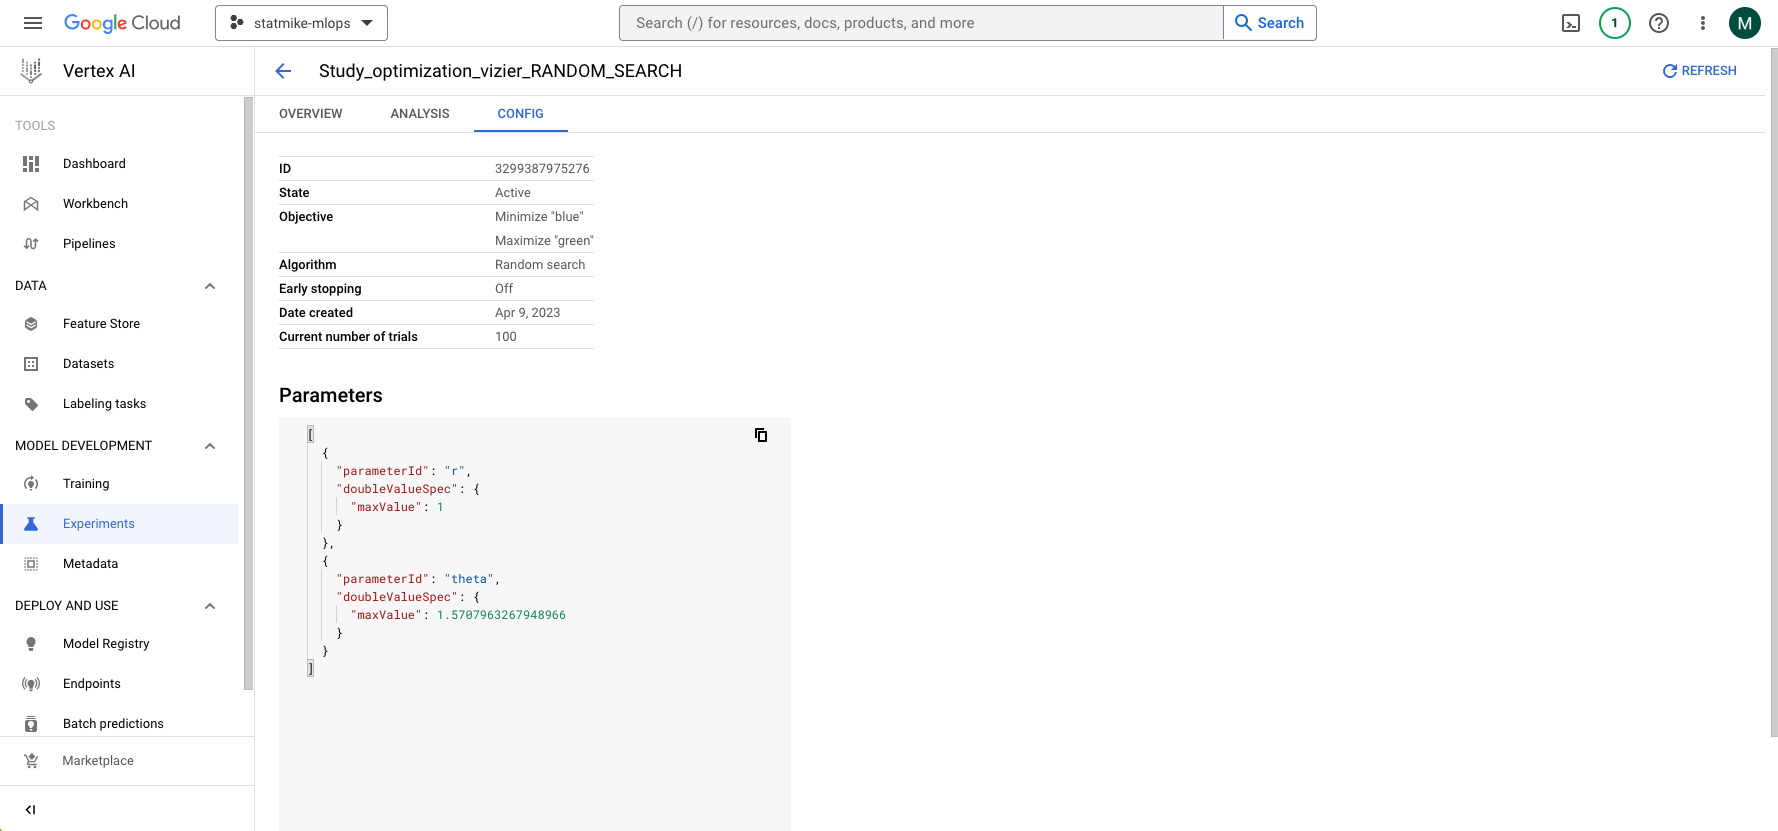 Google Cloud
statmike-mlops
Search (/) for resources, docs, products, and more
Search
1
M
Vertex AI
Study_optimization_vizier_RANDOM_SEARCH
REFRESH
OVERVIEW
ANALYSIS
CONFIG
TOOLS
Dashboard
Workbench
Pipelines
DATA
Feature Store
Datasets
Labeling tasks
MODEL DEVELOPMENT
Training
Experiments
Metadata
DEPLOY AND USE
Model Registry
Endpoints
Batch predictions
Marketplace
ID 3299387975276
State Active
Objective Minimize "blue"
Maximize "green"
Algorithm Random search
Early stopping Off
Date created Apr 9, 2023
Current number of trials 100
Parameters
[
{
"parameterId": "r",
"doubleValueSpec": {
"maxValue": 1
}
},
{
"parameterId": "theta",
"doubleValueSpec": {
"maxValue": 1.5707963267948966
}
}
]